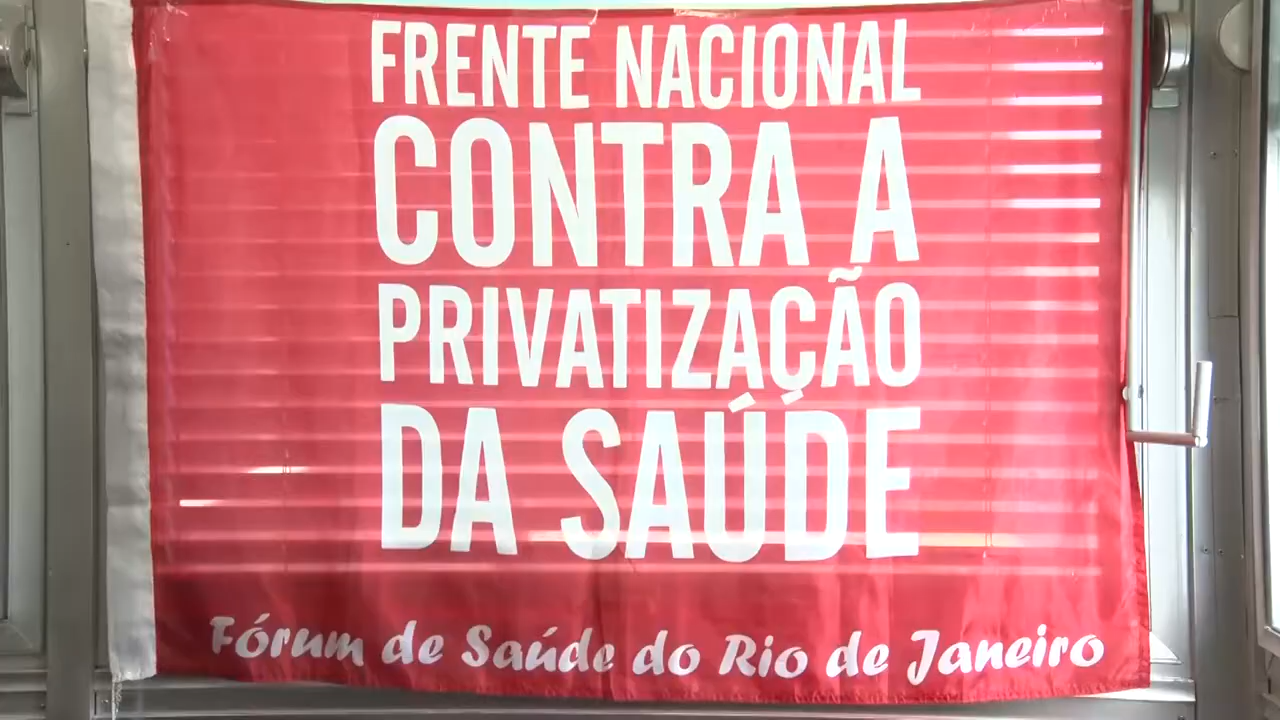 FRENTE NACIONAL
CONTRA A
PRIVATIZAÇÃO
DA SAÚDE
Fórum de Saúde do Rio de Janeiro